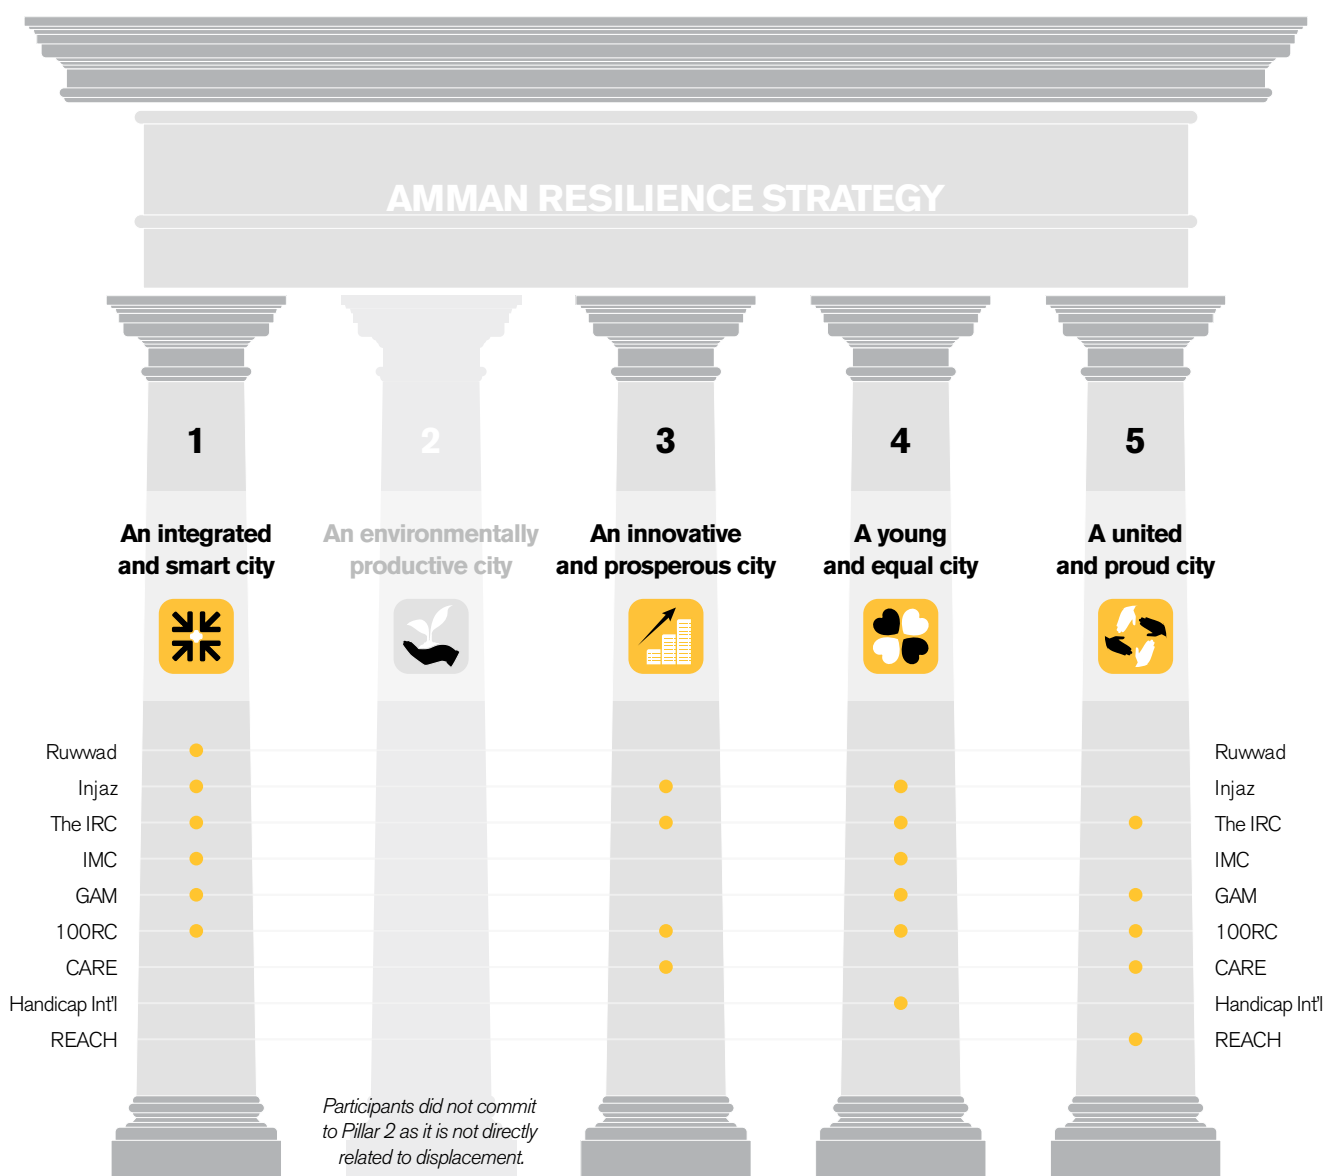 AMMAN RESILIENCE STRATEGY
1
2
3
4
5
An integrated
and smart city
An environmentally
productive city
An innovative
and prosperous city
A young
and equal city
A united
and proud city
Ruwwad
Ruwwad
Injaz
Injaz
The IRC
The IRC
IMC
IMC
GAM
GAM
100RC
100RC
CARE
CARE
Handicap Int'l
Handicap Int'l
REACH
REACH
Participants did not commit
to Pillar 2 as it is not directly
related to displacement.